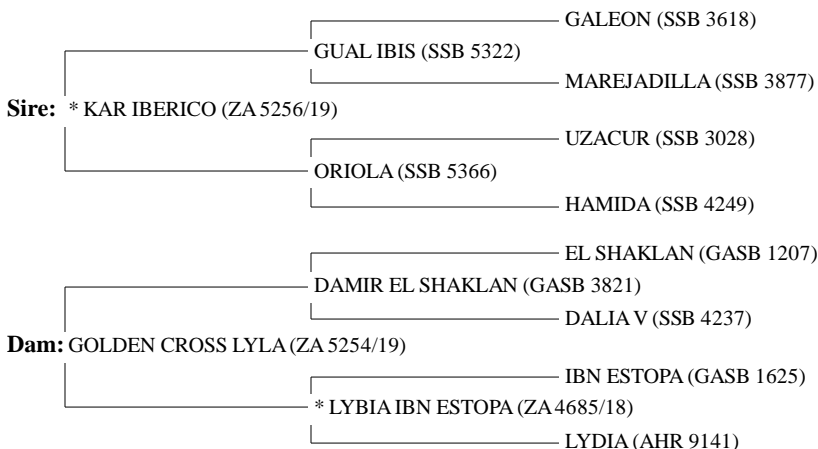 GALEON (SSB 3618)
GUAL IBIS (SSB 5322)
MAREJADILLA (SSB 3877)
Sire: * KAR IBERICO (ZA 5256/19)
UZACUR (SSB 3028)
ORIOLA (SSB 5366)
HAMIDA (SSB 4249)
EL SHAKLAN (GASB 1207)
DAMIR EL SHAKLAN (GASB 3821)
DALIA V (SSB 4237)
Dam: GOLDEN CROSS LYLA (ZA 5254/19)
IBN ESTOPA (GASB 1625)
* LYBIA IBN ESTOPA (ZA 4685/18)
LYDIA (AHR 9141)